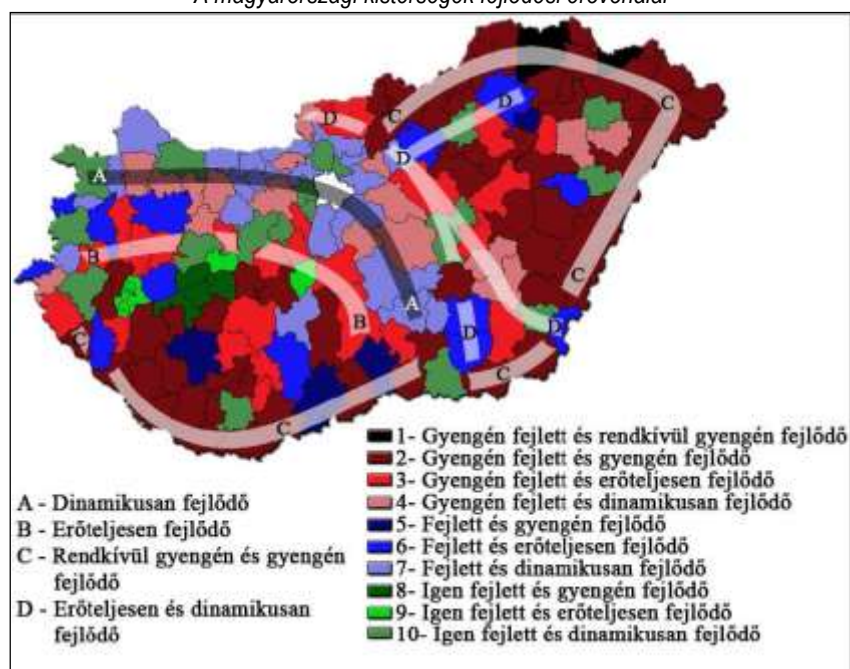 A magyarországi kistérségek fejlődési erővonalai
D
C
C
D
D
A
B
C
A
B
D
D
C
C
C
A - Dinamikusan fejlődő
B - Erőteljesen fejlődő
C - Rendkívül gyengén és gyengén
fejlődő
D - Erőteljesen és dinamikusan
fejlődő
1- Gyengén fejlett és rendkívül gyengén fejlődő
2- Gyengén fejlett és gyengén fejlődő
3- Gyengén fejlett és erőteljesen fejlődő
4- Gyengén fejlett és dinamikusan fejlődő
5- Fejlett és gyengén fejlődő
6- Fejlett és erőteljesen fejlődő
7- Fejlett és dinamikusan fejlődő
8- Igen fejlett és gyengén fejlődő
9- Igen fejlett és erőteljesen fejlődő
10- Igen fejlett és dinamikusan fejlődő